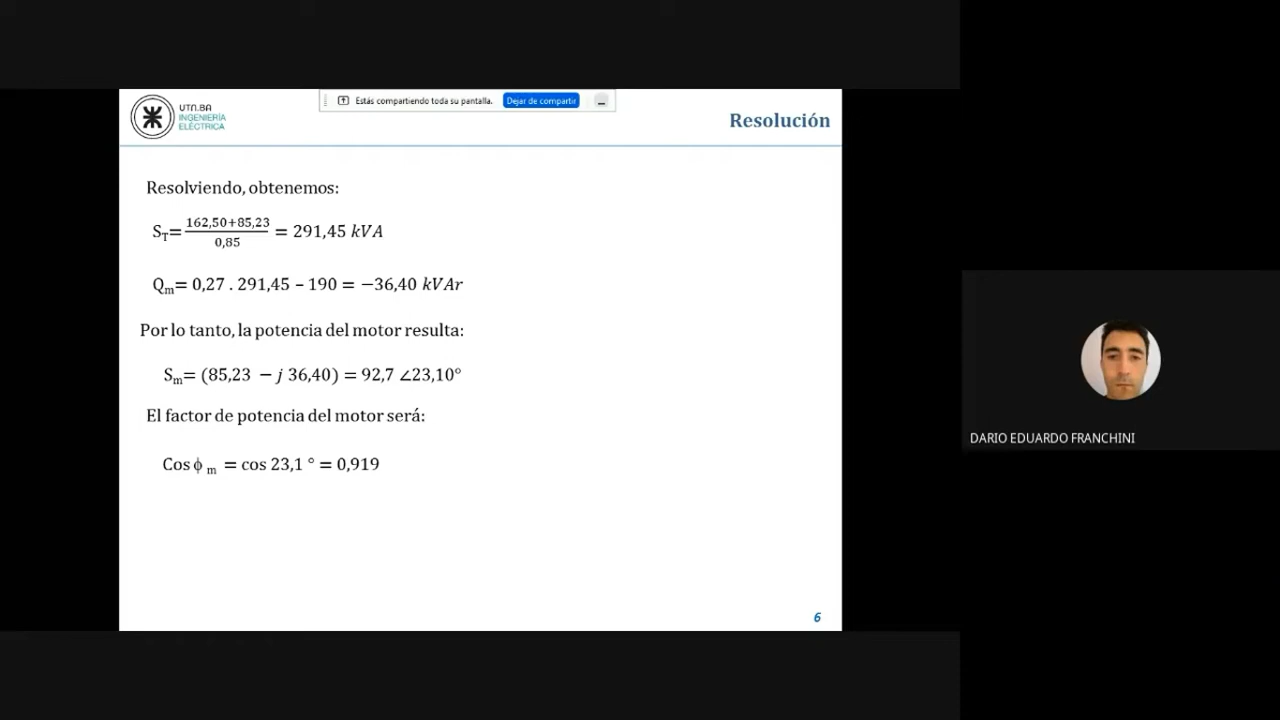 UTN.BA
INGENIERÍA
ELÉCTRICA
Estás compartiendo toda su pantalla.
Dejar de compartir
Resolución
Resolviendo, obtenemos:
S_T= (162,50+85,23)/0,85 = 291,45 kVA
Q_m= 0,27 . 291,45 – 190 = −36,40 kVAr
Por lo tanto, la potencia del motor resulta:
S_m= (85,23 − j 36,40) = 92,7 ∠23,10°
El factor de potencia del motor será:
Cos ϕ_m = cos 23,1 ° = 0,919
6
DARIO EDUARDO FRANCHINI